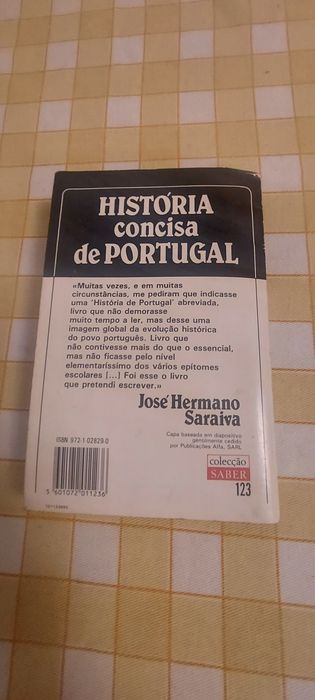 HISTÓRIA
concisa
de PORTUGAL
«Muitas vezes, e em muitas
circunstâncias, me pediram que indicasse
uma 'História de Portugal' abreviada,
livro que não demorasse
muito tempo a ler, mas desse uma
imagem global da evolução histórica
do povo português. Livro que
não contivesse mais do que o essencial,
mas não ficasse pelo nível
elementaríssimo dos vários epítomes
escolares [...] Foi esse o livro
que pretendi escrever.»
José Hermano
Saraiva
Capa baseada em diapositivo
gentilmente cedido
por Publicações Alfa, SARL
colecção
SABER
123
ISBN 972-1-02829-0
5 601072 011236